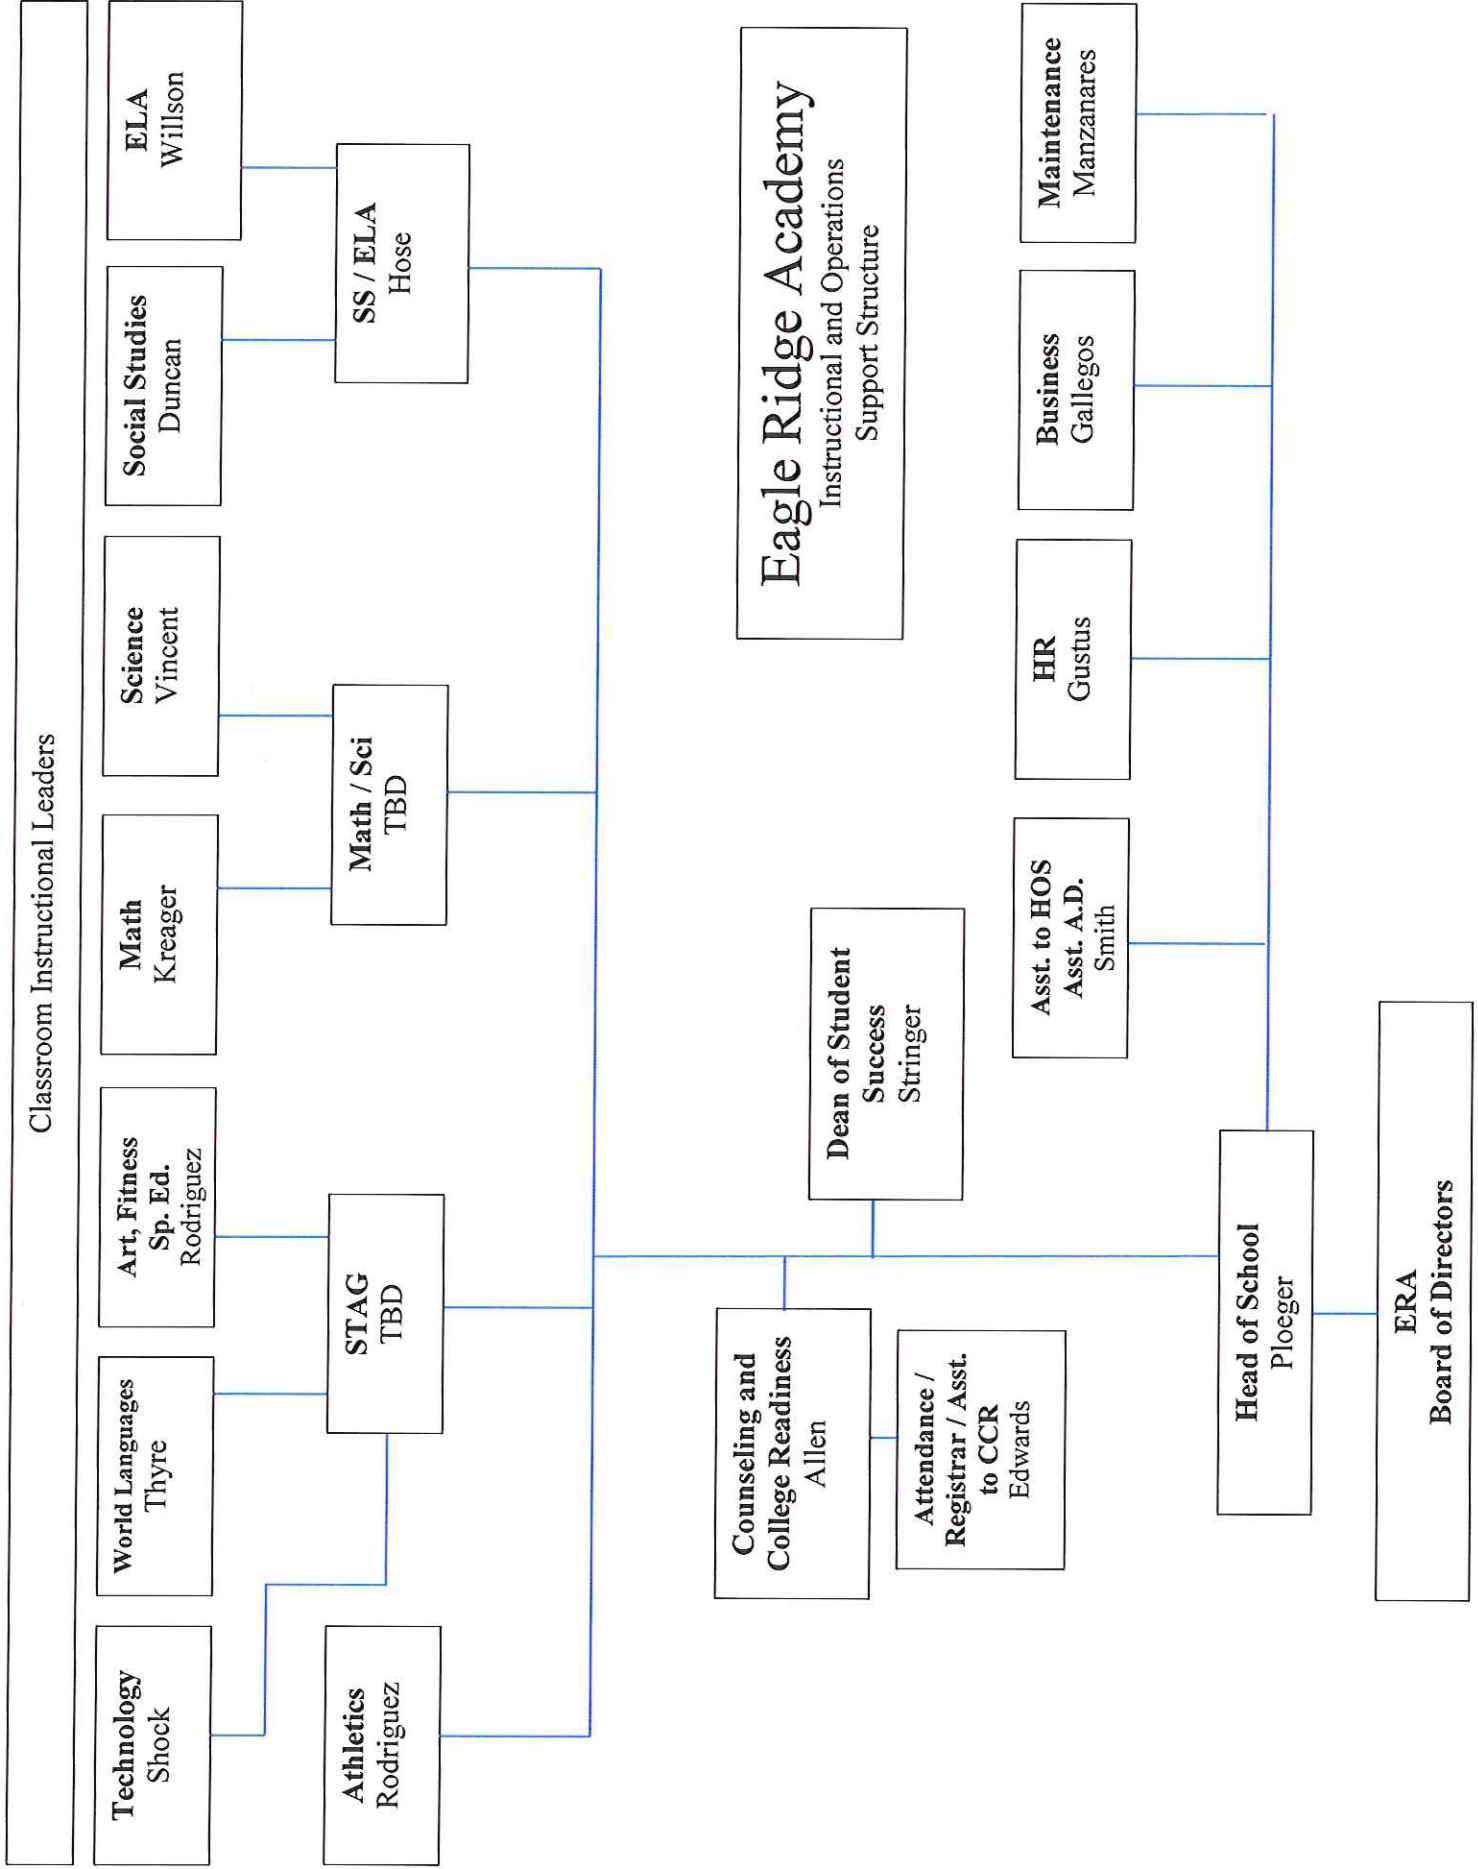 Classroom Instructional Leaders
Technology
Shock
World Languages
Thyre
Art, Fitness
Sp. Ed.
Rodriguez
Math
Kreager
Science
Vincent
Social Studies
Duncan
ELA
Willson
Athletics
Rodriguez
STAG
TBD
Math / Sci
TBD
SS / ELA
Hose
Counseling and
College Readiness
Allen
Attendance /
Registrar / Asst.
to CCR
Edwards
Dean of Student
Success
Stringer
Eagle Ridge Academy
Instructional and Operations
Support Structure
Asst. to HOS
Asst. A.D.
Smith
HR
Gustus
Business
Gallegos
Maintenance
Manzanares
Head of School
Ploeger
ERA
Board of Directors